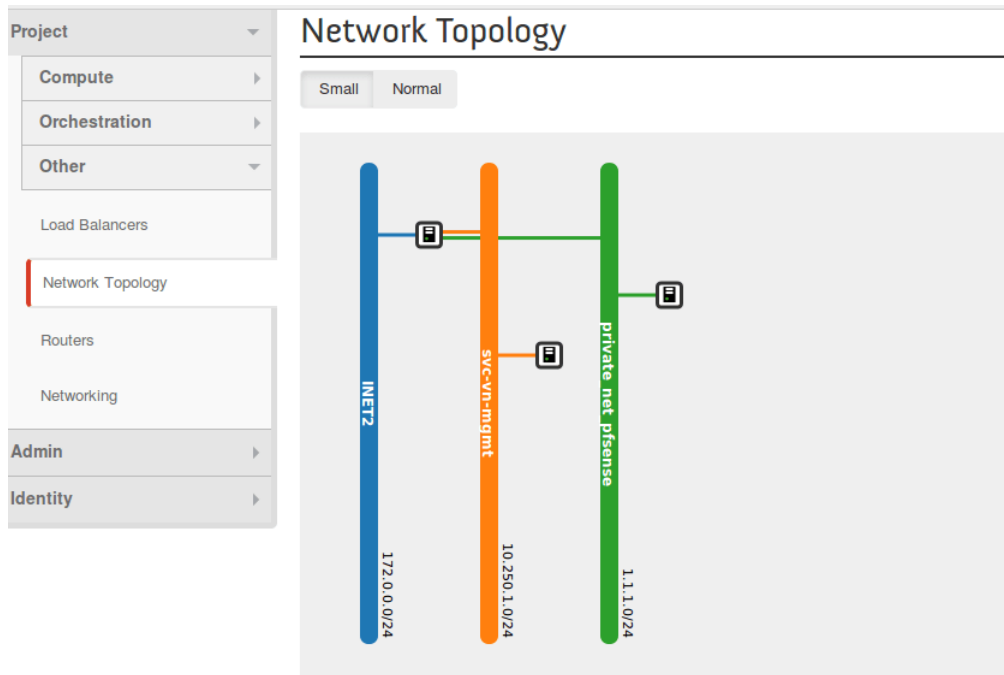 Project
Compute
Orchestration
Other
Load Balancers
Network Topology
Routers
Networking
Admin
Identity
Network Topology
Small Normal
INET2
172.0.0.0/24
svc-vn-mgmt
10.250.1.0/24
private_net_pfsense
1.1.1.0/24